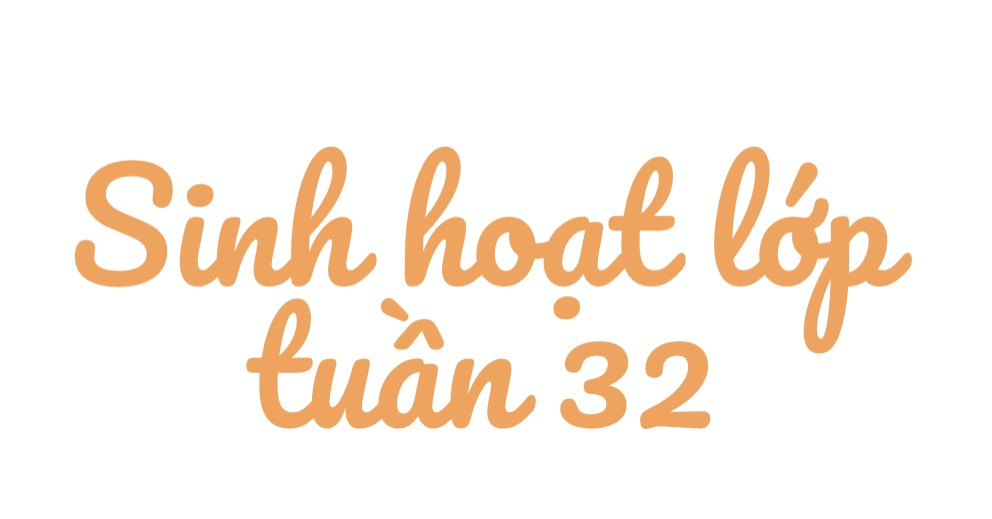 Sinh hoạt lớp
tuần 32